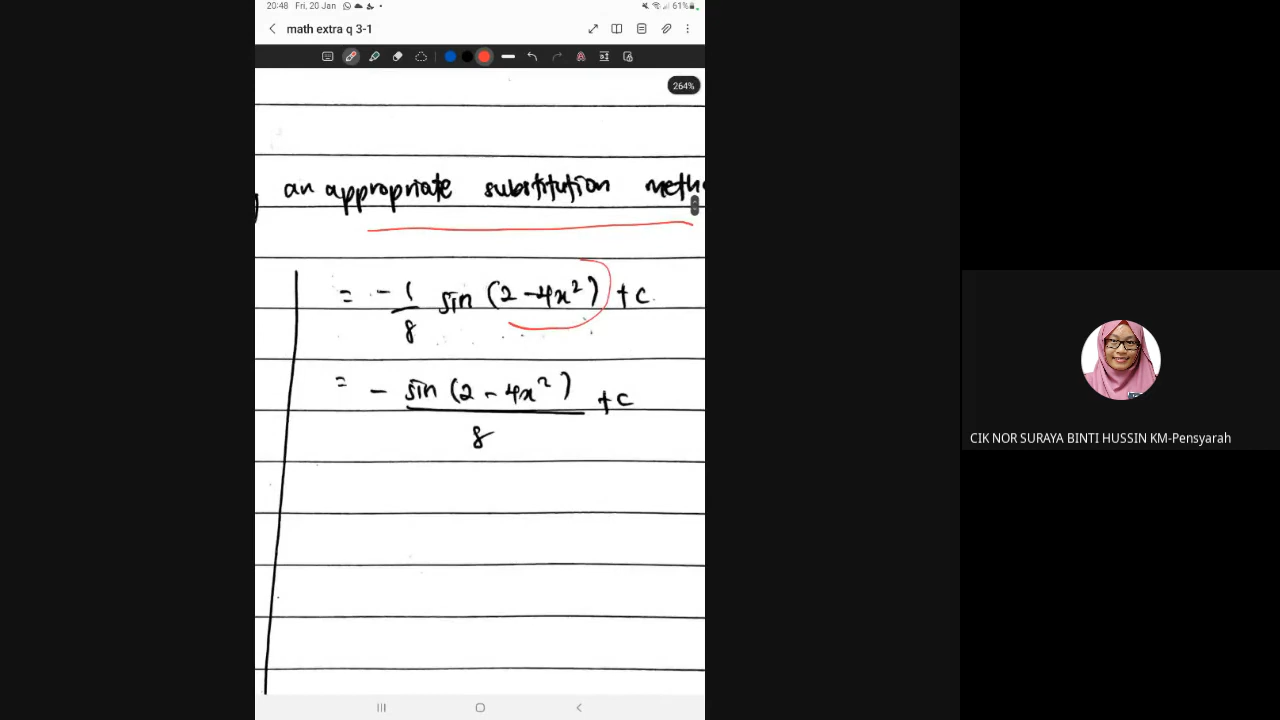 20:48 Fri, 20 Jan
61%
math extra q 3-1
264%
an appropriate substitution meth
= - 1/8 sin (2 - 4x²) + c
= - sin (2 - 4x²)/8 + c
CIK NOR SURAYA BINTI HUSSIN KM-Pensyarah